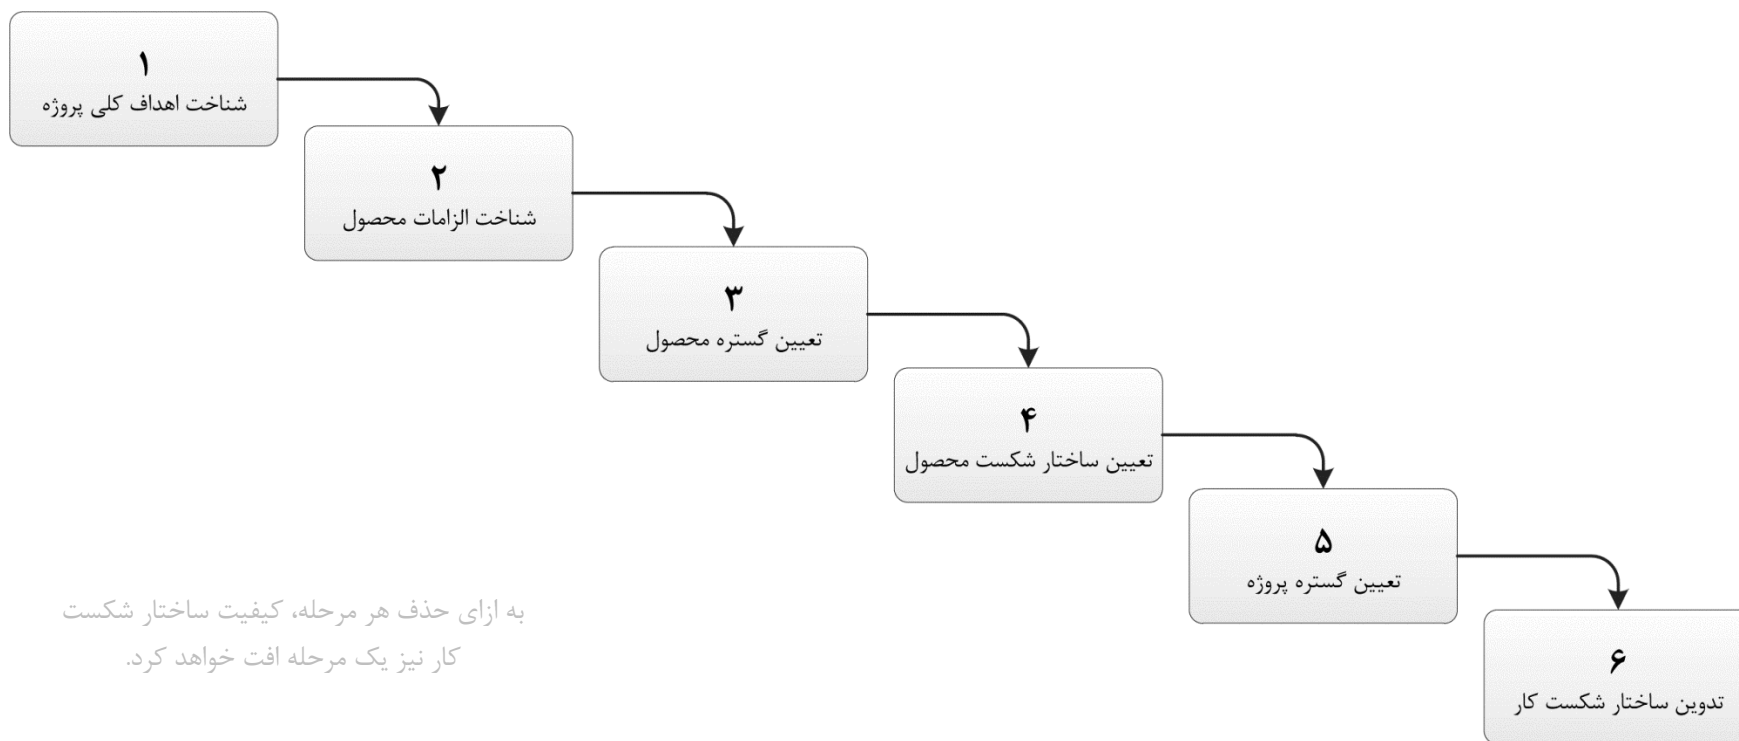 ۱
شناخت اهداف کلی پروژه
۲
شناخت الزامات محصول
۳
تعیین گستره محصول
۴
تعیین ساختار شکست محصول
۵
تعیین گستره پروژه
۶
تدوین ساختار شکست کار
به ازای حذف هر مرحله، کیفیت ساختار شکست
کار نیز یک مرحله افت خواهد کرد.